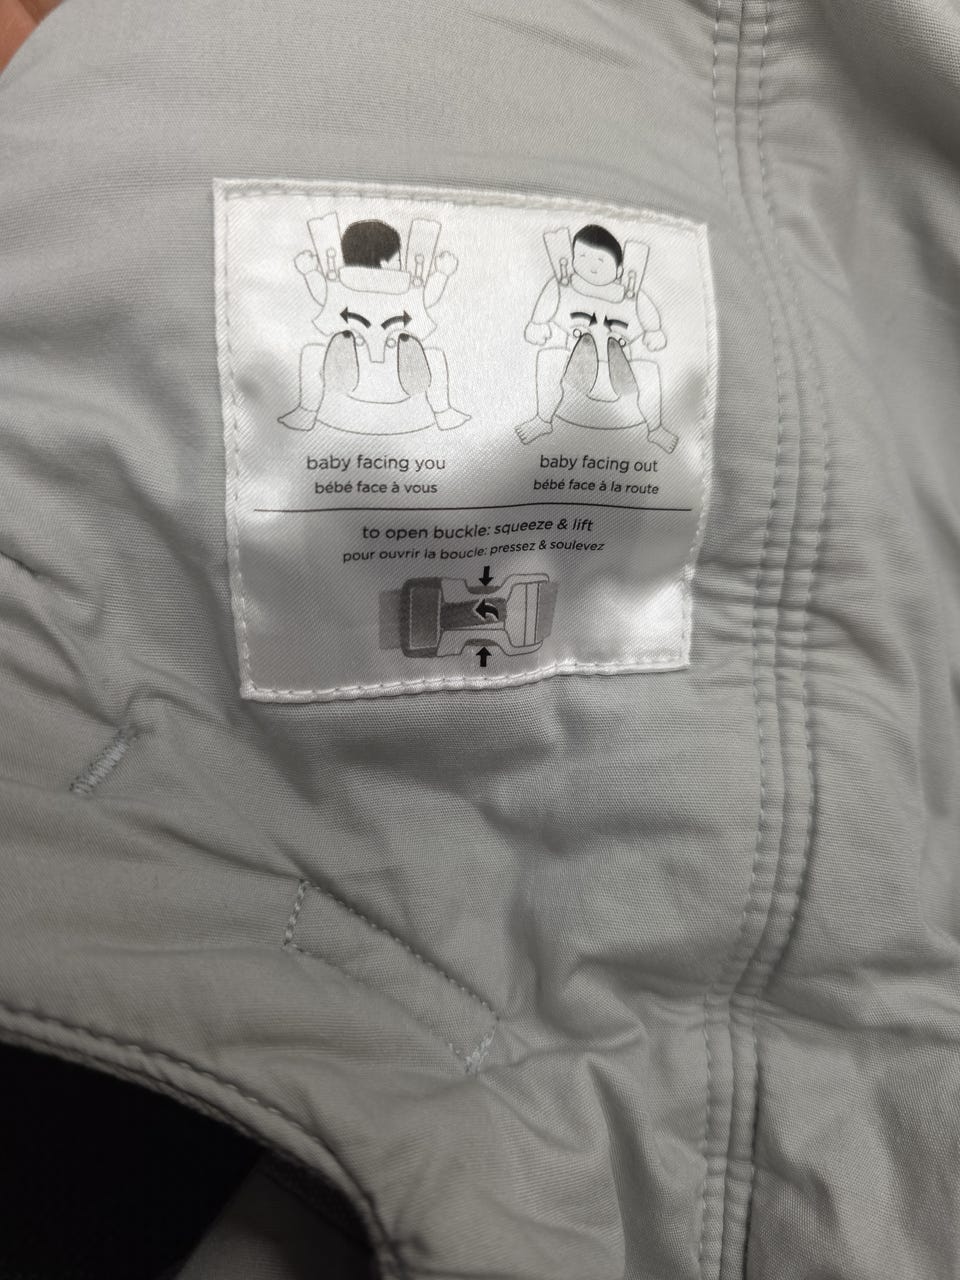 baby facing you
bébé face à vous
baby facing out
bébé face à la route
to open buckle: squeeze & lift
pour ouvrir la boucle: pressez & soulevez